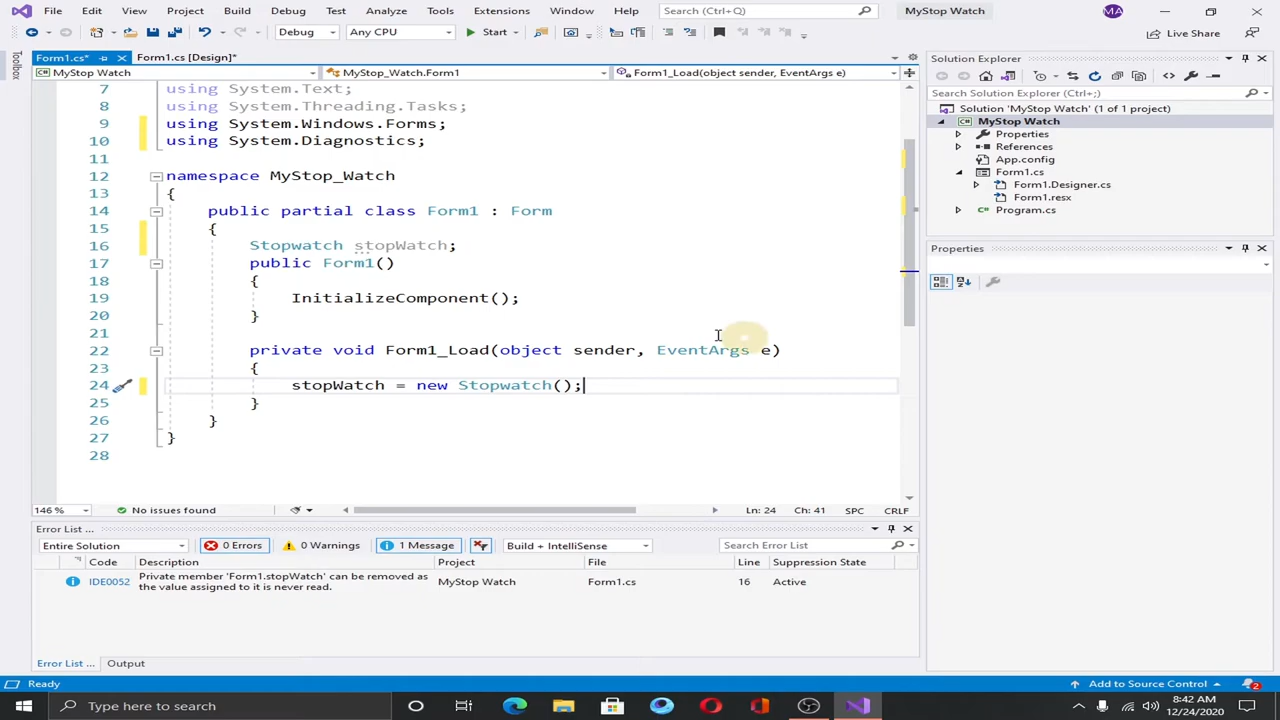 File Edit View Project Build Debug Test Analyze Tools Extensions Window Help Search (Ctrl+Q) MyStop Watch MA
Debug Any CPU Start Live Share
Form1.cs* Form1.cs [Design]*
MyStop Watch MyStop_Watch.Form1 Form1_Load(object sender, EventArgs e)
7 using System.Text;
8 using System.Threading.Tasks;
9 using System.Windows.Forms;
10 using System.Diagnostics;
11
12 namespace MyStop_Watch
13 {
14 public partial class Form1 : Form
15 {
16 Stopwatch stopWatch;
17 public Form1()
18 {
19 InitializeComponent();
20 }
21
22 private void Form1_Load(object sender, EventArgs e)
23 {
24 stopWatch = new Stopwatch();
25 }
26 }
27 }
28
146 % No issues found Ln: 24 Ch: 41 SPC CRLF
Toolbox
Solution Explorer
Search Solution Explorer (Ctrl+;)
Solution 'MyStop Watch' (1 of 1 project)
MyStop Watch
Properties
References
App.config
Form1.cs
Form1.Designer.cs
Form1.resx
Program.cs
Properties
Error List ...
Entire Solution 0 Errors 0 Warnings 1 Message Build + IntelliSense Search Error List
Code Description Project File Line Suppression State
IDE0052 Private member 'Form1.stopWatch' can be removed as MyStop Watch Form1.cs 16 Active
the value assigned to it is never read.
Error List ... Output
Ready Add to Source Control 2
Type here to search 8:42 AM
12/24/2020